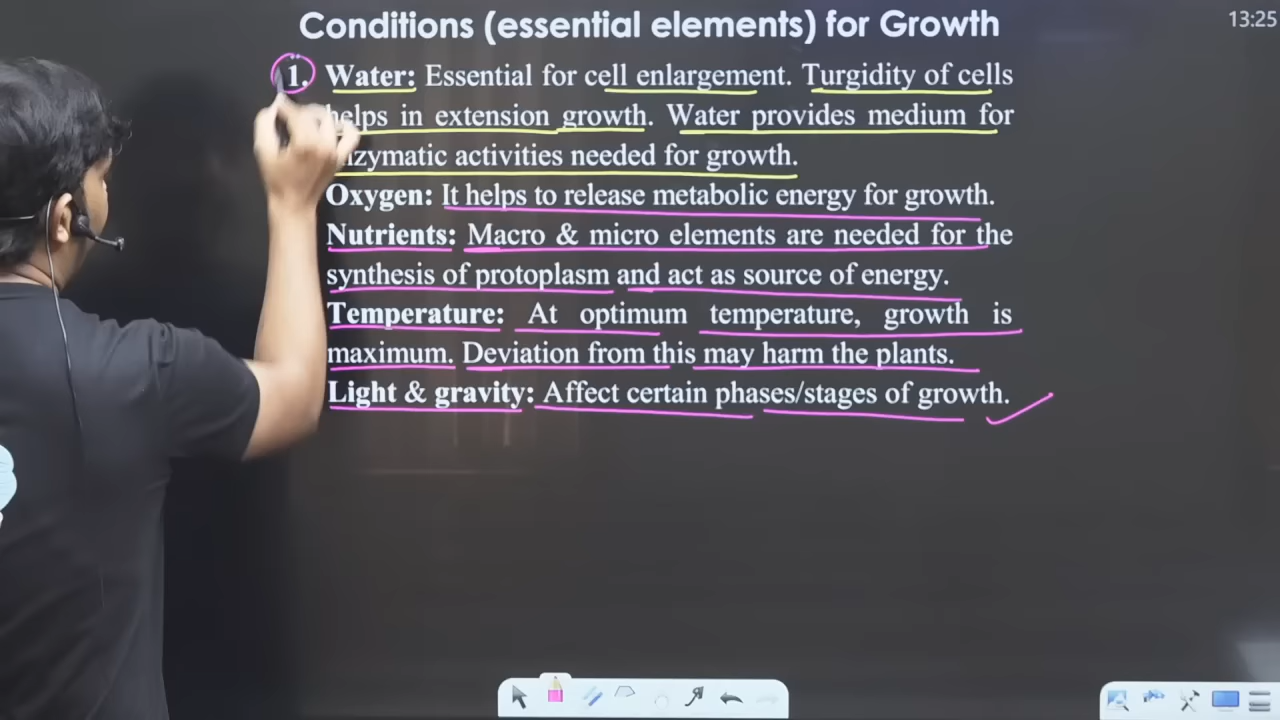 Conditions (essential elements) for Growth
13:25
1. Water: Essential for cell enlargement. Turgidity of cells
helps in extension growth. Water provides medium for
enzymatic activities needed for growth.
Oxygen: It helps to release metabolic energy for growth.
Nutrients: Macro & micro elements are needed for the
synthesis of protoplasm and act as source of energy.
Temperature: At optimum temperature, growth is
maximum. Deviation from this may harm the plants.
Light & gravity: Affect certain phases/stages of growth.